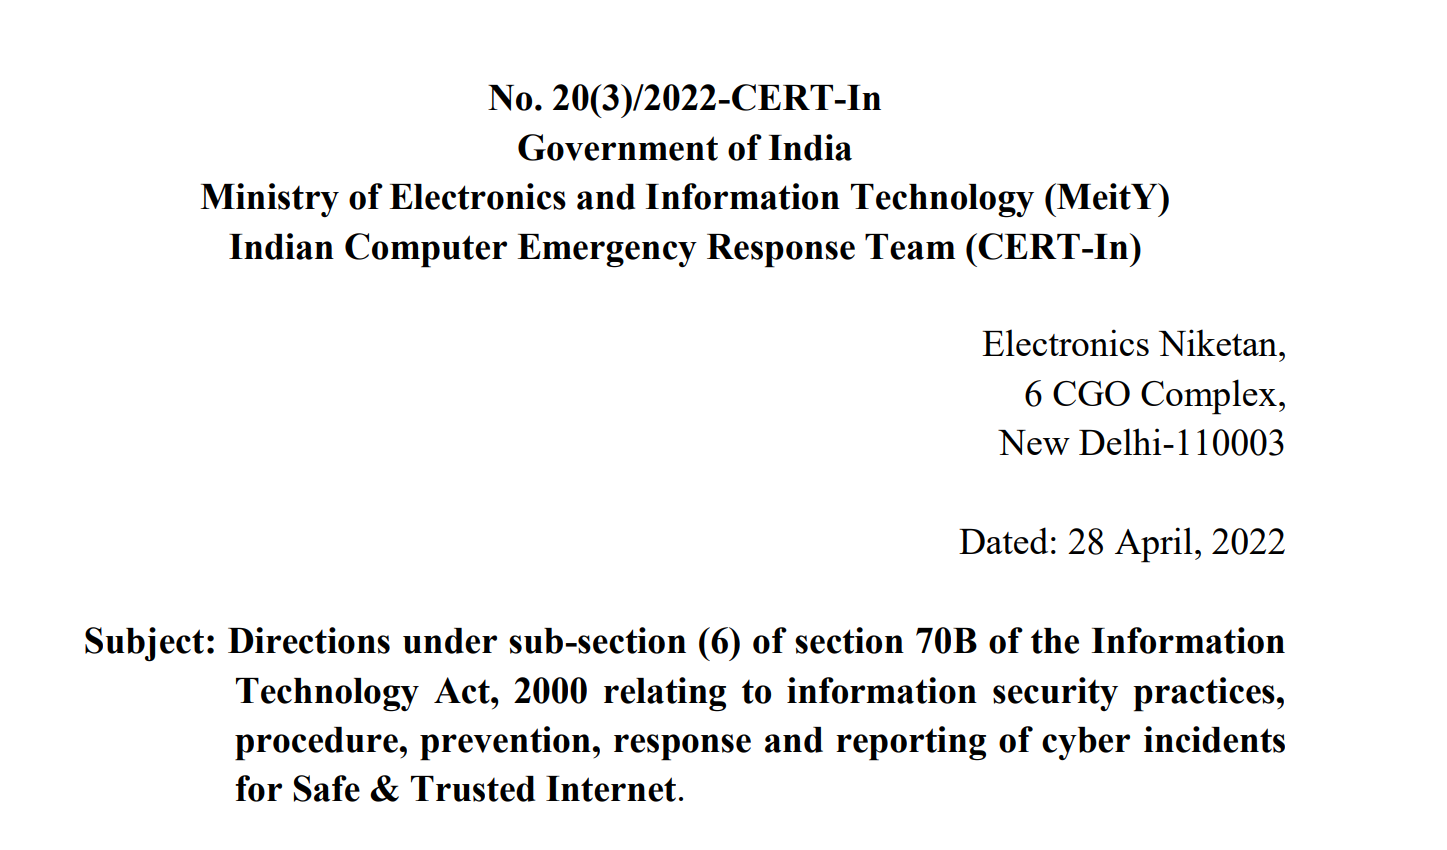 No. 20(3)/2022-CERT-In
Government of India
Ministry of Electronics and Information Technology (MeitY)
Indian Computer Emergency Response Team (CERT-In)
Electronics Niketan,
6 CGO Complex,
New Delhi-110003
Dated: 28 April, 2022
Subject: Directions under sub-section (6) of section 70B of the Information
Technology Act, 2000 relating to information security practices,
procedure, prevention, response and reporting of cyber incidents
for Safe & Trusted Internet.